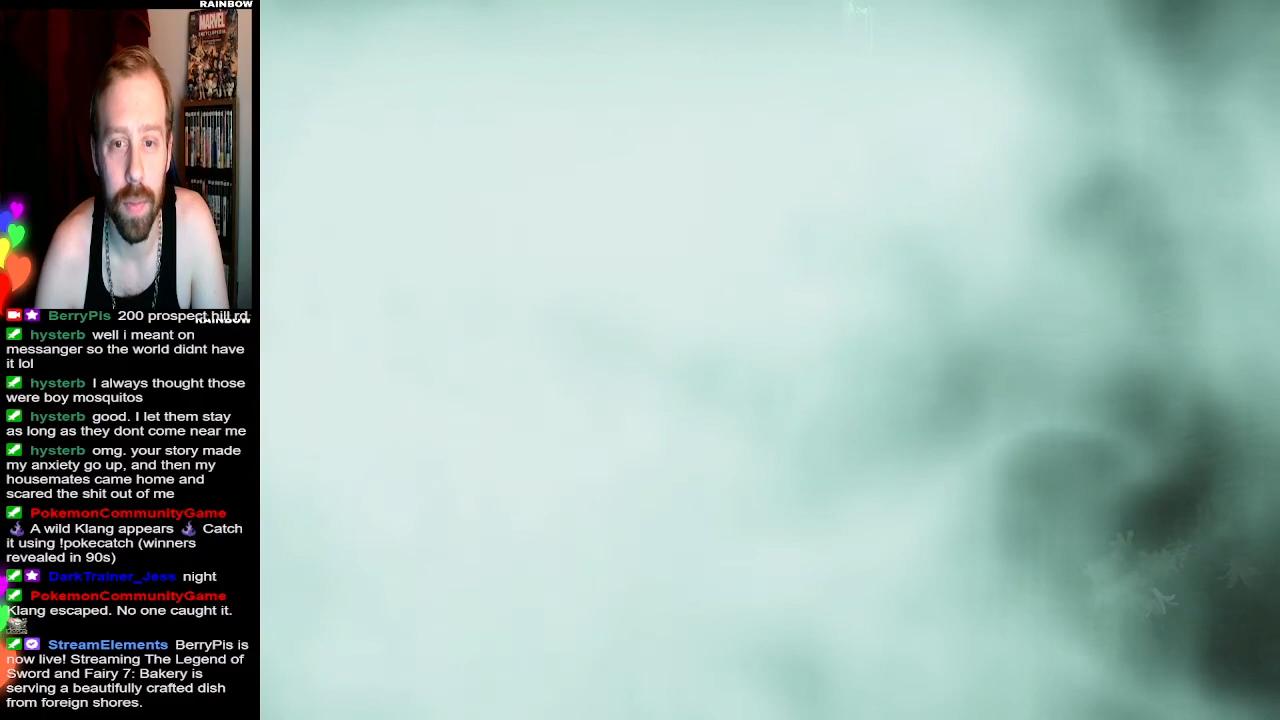 RAINBOW
MARVEL
ENCYCLOPEDIA
BerryPis 200 prospect hill rd
RAINBOW
hysterb well i meant on
messanger so the world didnt have
it lol
hysterb I always thought those
were boy mosquitos
hysterb good. I let them stay
as long as they dont come near me
hysterb omg. your story made
my anxiety go up, and then my
housemates came home and
scared the shit out of me
PokemonCommunityGame
A wild Klang appears Catch
it using !pokecatch (winners
revealed in 90s)
DarkTrainer_Jess night
PokemonCommunityGame
Klang escaped. No one caught it.
StreamElements BerryPis is
now live! Streaming The Legend of
Sword and Fairy 7: Bakery is
serving a beautifully crafted dish
from foreign shores.